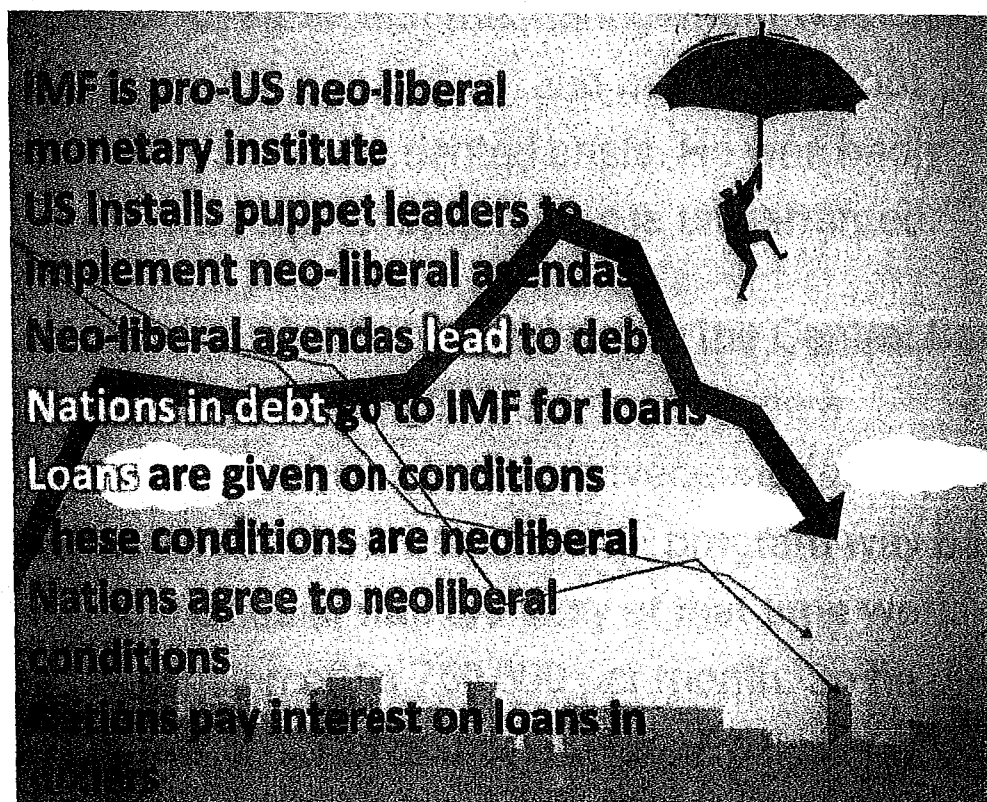 IMF is pro-US neo-liberal
monetary institute
US installs puppet leaders to
implement neo-liberal agendas
Neo-liberal agendas lead to debt
Nations in debt go to IMF for loans
Loans are given on conditions
These conditions are neoliberal
Nations agree to neoliberal
conditions
Nations pay interest on loans in